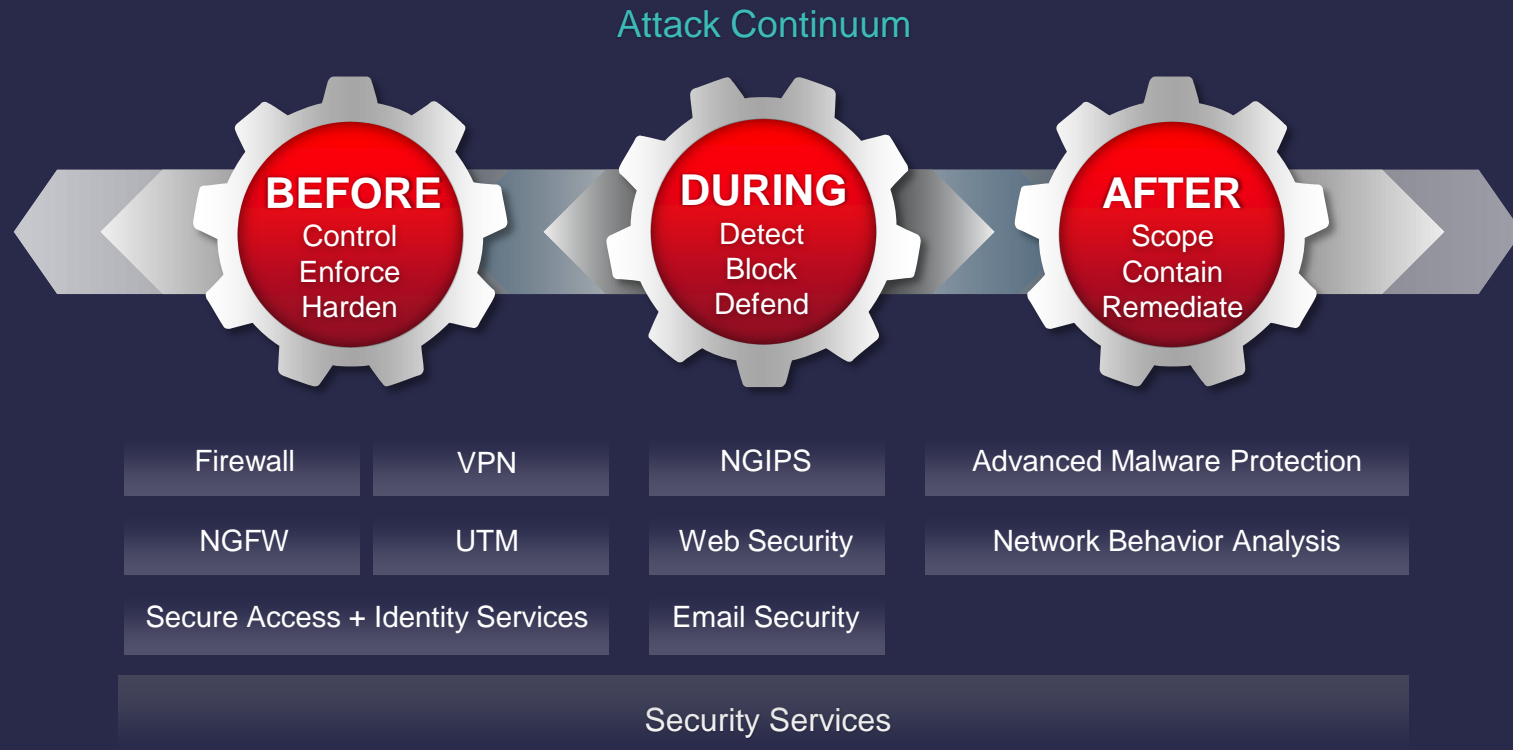 Attack Continuum
BEFORE
Control
Enforce
Harden
DURING
Detect
Block
Defend
AFTER
Scope
Contain
Remediate
Firewall
VPN
NGIPS
Advanced Malware Protection
NGFW
UTM
Web Security
Network Behavior Analysis
Secure Access + Identity Services
Email Security
Security Services